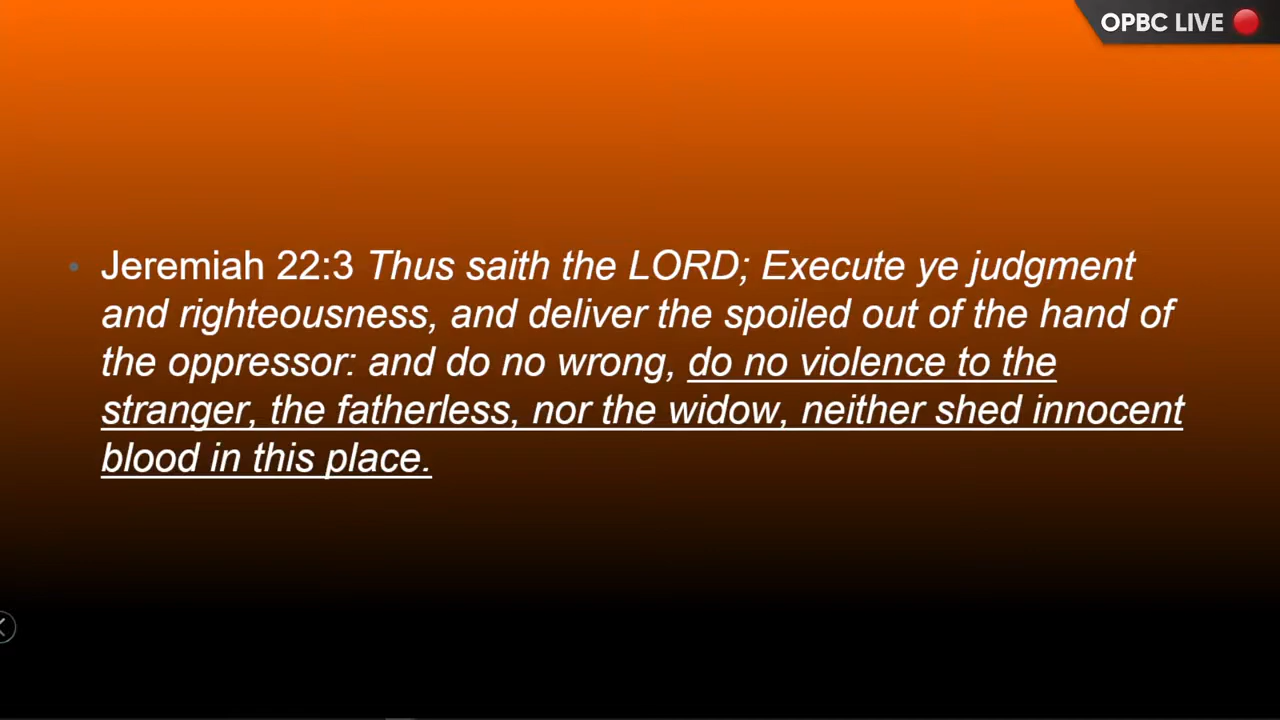 OPBC LIVE
• Jeremiah 22:3 Thus saith the LORD; Execute ye judgment
and righteousness, and deliver the spoiled out of the hand of
the oppressor: and do no wrong, do no violence to the
stranger, the fatherless, nor the widow, neither shed innocent
blood in this place.